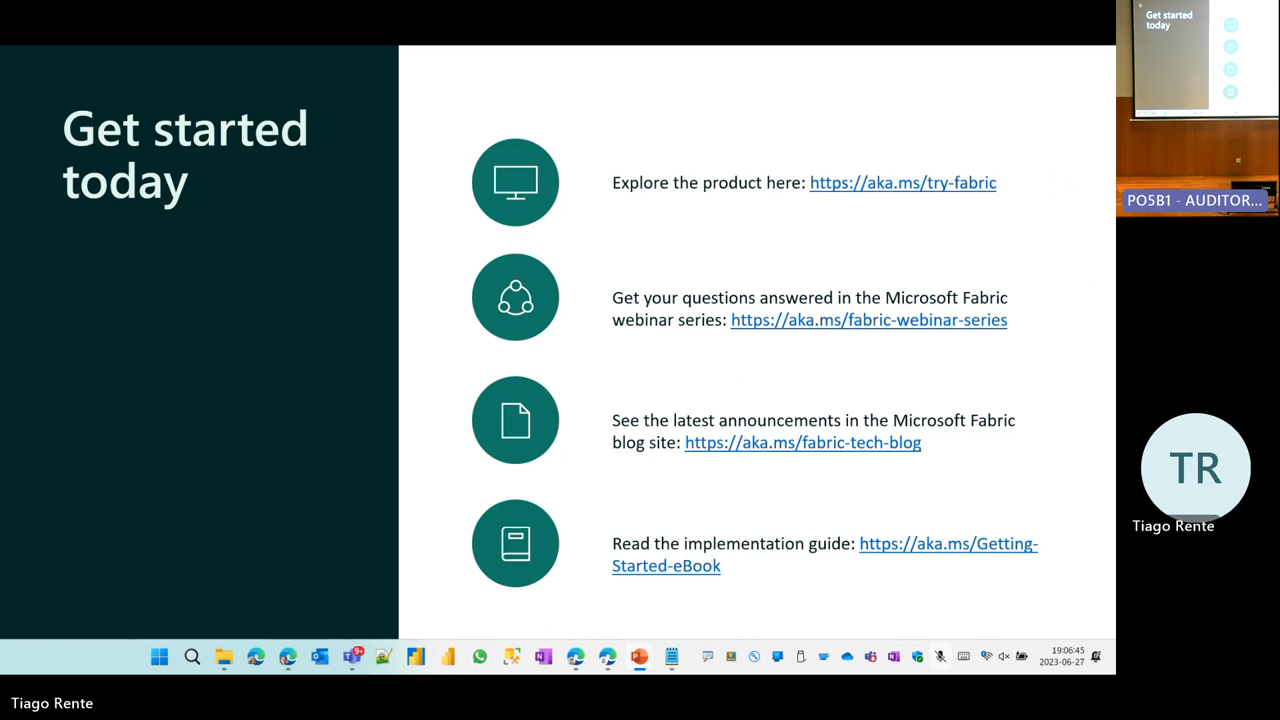 Get started
today
Explore the product here: https://aka.ms/try-fabric
Get your questions answered in the Microsoft Fabric
webinar series: https://aka.ms/fabric-webinar-series
See the latest announcements in the Microsoft Fabric
blog site: https://aka.ms/fabric-tech-blog
Read the implementation guide: https://aka.ms/Getting-
Started-eBook
9+
19:06:45
2023-06-27
Get started
today
PO5B1 - AUDITOR...
TR
Tiago Rente
Tiago Rente